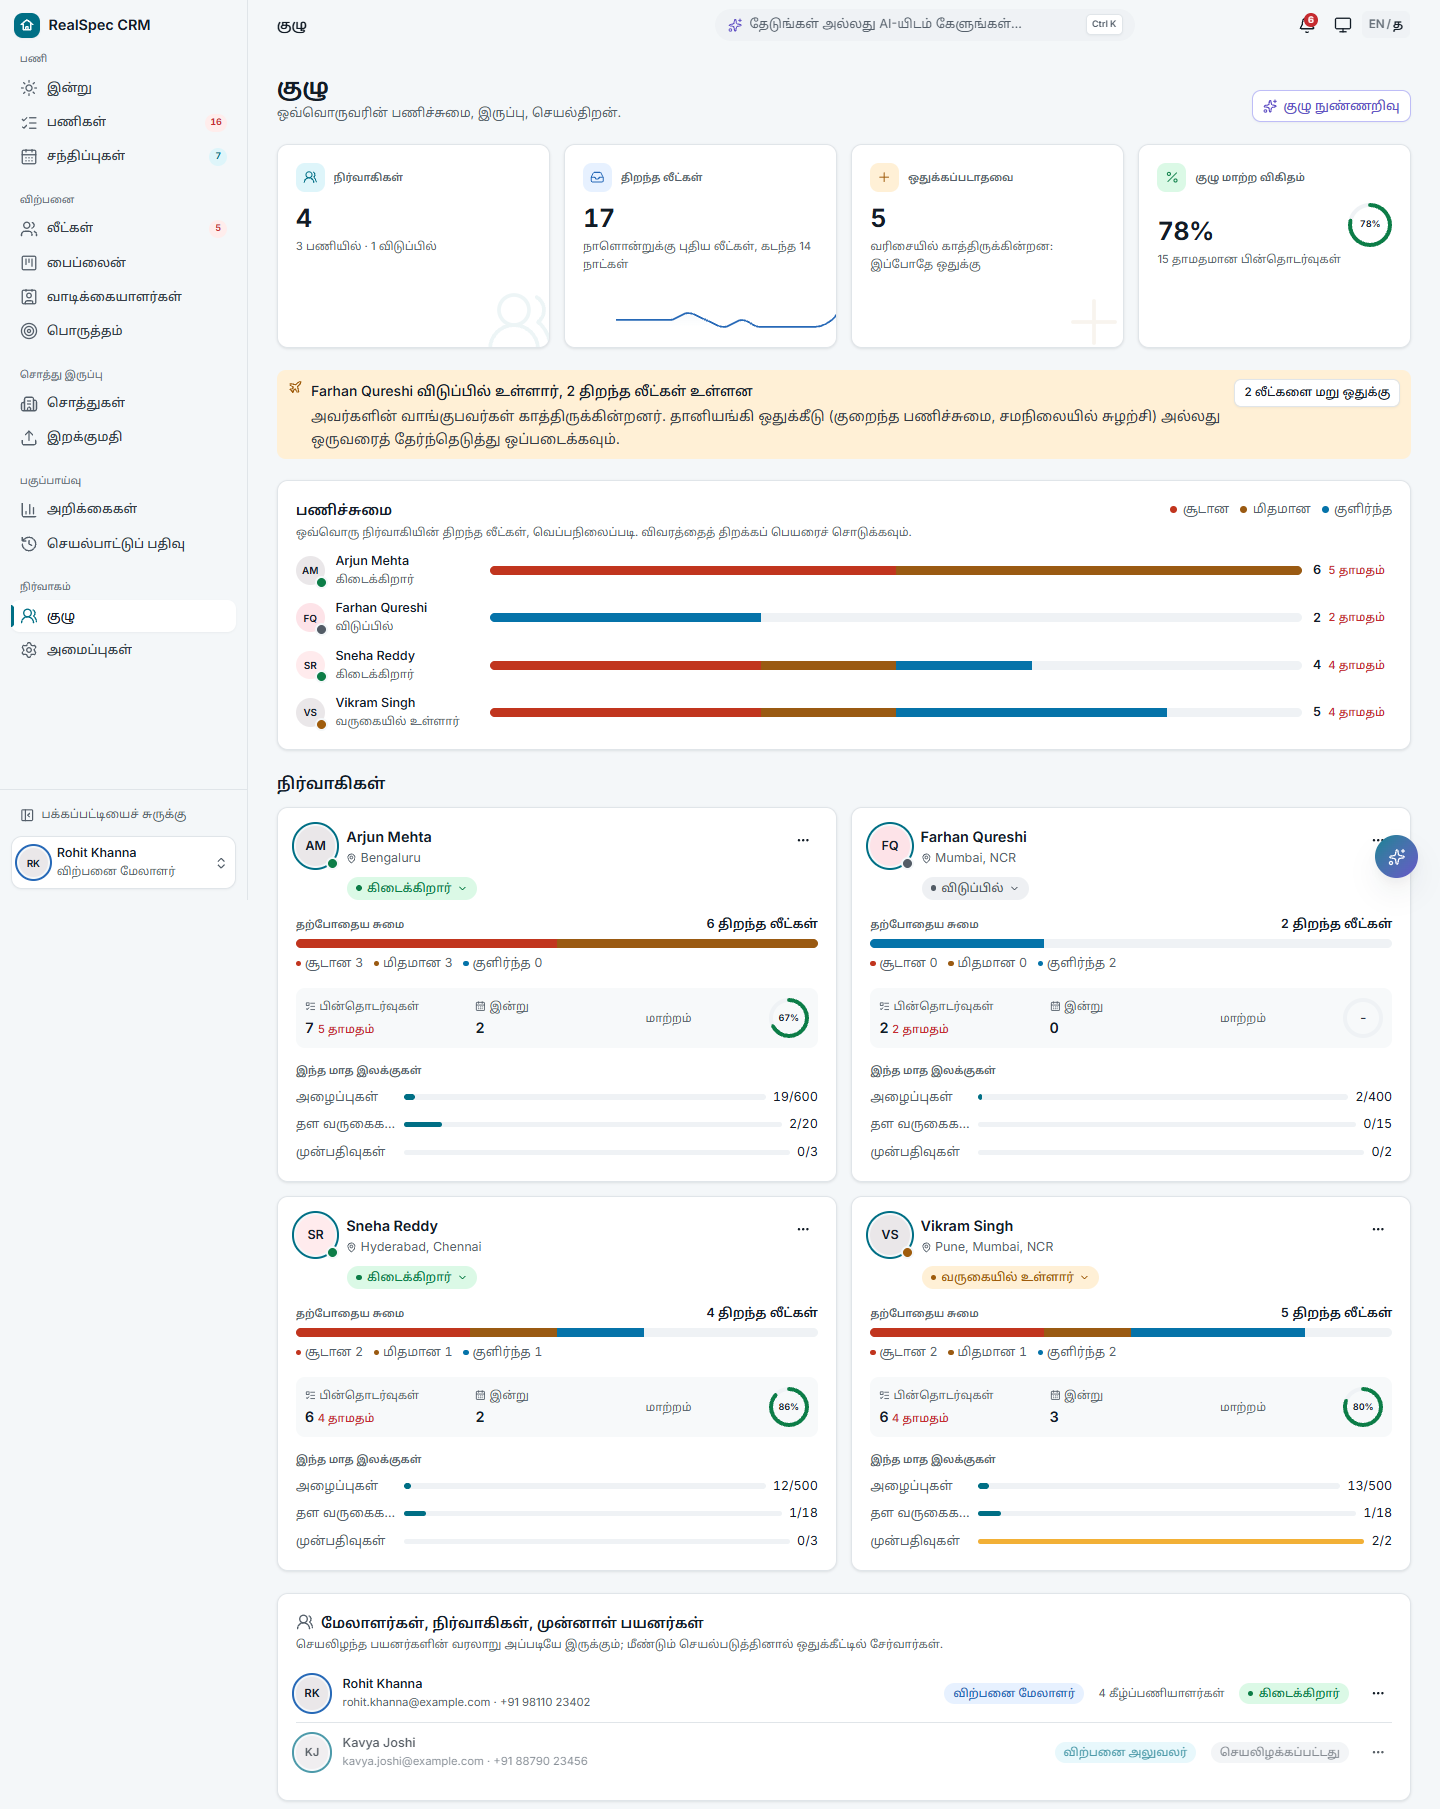 RealSpec CRM
பணி
இன்று
பணிகள் 16
சந்திப்புகள் 7
விற்பனை
லீட்கள் 5
பைப்லைன்
வாடிக்கையாளர்கள்
பொருத்தம்
சொத்து இருப்பு
சொத்துகள்
இறக்குமதி
பகுப்பாய்வு
அறிக்கைகள்
செயல்பாட்டுப் பதிவு
நிர்வாகம்
குழு
அமைப்புகள்
பக்கப்பட்டியைச் சுருக்கு
RK Rohit Khanna
விற்பனை மேலாளர்
குழு
தேடுங்கள் அல்லது AI-யிடம் கேளுங்கள்... Ctrl K
6
EN / த
குழு
ஒவ்வொருவரின் பணிச்சுமை, இருப்பு, செயல்திறன்.
குழு நுண்ணறிவு
நிர்வாகிகள்
4
3 பணியில் · 1 விடுப்பில்
திறந்த லீட்கள்
17
நாளொன்றுக்கு புதிய லீட்கள், கடந்த 14
நாட்கள்
ஒதுக்கப்படாதவை
5
வரிசையில் காத்திருக்கின்றன:
இப்போதே ஒதுக்கு
குழு மாற்ற விகிதம்
78%
78%
15 தாமதமான பின்தொடர்வுகள்
Farhan Qureshi விடுப்பில் உள்ளார், 2 திறந்த லீட்கள் உள்ளன
அவர்களின் வாங்குபவர்கள் காத்திருக்கின்றனர். தானியங்கி ஒதுக்கீடு (குறைந்த பணிச்சுமை, சமநிலையில் சுழற்சி) அல்லது
ஒருவரைத் தேர்ந்தெடுத்து ஒப்படைக்கவும்.
2 லீட்களை மறு ஒதுக்கு
பணிச்சுமை
சூடான மிதமான குளிர்ந்த
ஒவ்வொரு நிர்வாகியின் திறந்த லீட்கள், வெப்பநிலைப்படி. விவரத்தைத் திறக்கப் பெயரைச் சொடுக்கவும்.
AM Arjun Mehta
கிடைக்கிறார்
6 5 தாமதம்
FQ Farhan Qureshi
விடுப்பில்
2 2 தாமதம்
SR Sneha Reddy
கிடைக்கிறார்
4 4 தாமதம்
VS Vikram Singh
வருகையில் உள்ளார்
5 4 தாமதம்
நிர்வாகிகள்
AM Arjun Mehta
Bengaluru
கிடைக்கிறார்
தற்போதைய சுமை 6 திறந்த லீட்கள்
சூடான 3 மிதமான 3 குளிர்ந்த 0
பின்தொடர்வுகள் இன்று மாற்றம் 67%
7 5 தாமதம் 2
இந்த மாத இலக்குகள்
அழைப்புகள் 19/600
தள வருகைக... 2/20
முன்பதிவுகள் 0/3
FQ Farhan Qureshi
Mumbai, NCR
விடுப்பில்
தற்போதைய சுமை 2 திறந்த லீட்கள்
சூடான 0 மிதமான 0 குளிர்ந்த 2
பின்தொடர்வுகள் இன்று மாற்றம் -
2 2 தாமதம் 0
இந்த மாத இலக்குகள்
அழைப்புகள் 2/400
தள வருகைக... 0/15
முன்பதிவுகள் 0/2
SR Sneha Reddy
Hyderabad, Chennai
கிடைக்கிறார்
தற்போதைய சுமை 4 திறந்த லீட்கள்
சூடான 2 மிதமான 1 குளிர்ந்த 1
பின்தொடர்வுகள் இன்று மாற்றம் 86%
6 4 தாமதம் 2
இந்த மாத இலக்குகள்
அழைப்புகள் 12/500
தள வருகைக... 1/18
முன்பதிவுகள் 0/3
VS Vikram Singh
Pune, Mumbai, NCR
வருகையில் உள்ளார்
தற்போதைய சுமை 5 திறந்த லீட்கள்
சூடான 2 மிதமான 1 குளிர்ந்த 2
பின்தொடர்வுகள் இன்று மாற்றம் 80%
6 4 தாமதம் 3
இந்த மாத இலக்குகள்
அழைப்புகள் 13/500
தள வருகைக... 1/18
முன்பதிவுகள் 2/2
மேலாளர்கள், நிர்வாகிகள், முன்னாள் பயனர்கள்
செயலிழந்த பயனர்களின் வரலாறு அப்படியே இருக்கும்; மீண்டும் செயல்படுத்தினால் ஒதுக்கீட்டில் சேர்வார்கள்.
RK Rohit Khanna
rohit.khanna@example.com · +91 98110 23402
விற்பனை மேலாளர் 4 கீழ்ப்பணியாளர்கள் கிடைக்கிறார்
KJ Kavya Joshi
kavya.joshi@example.com · +91 88790 23456
விற்பனை அலுவலர் செயலிழக்கப்பட்டது